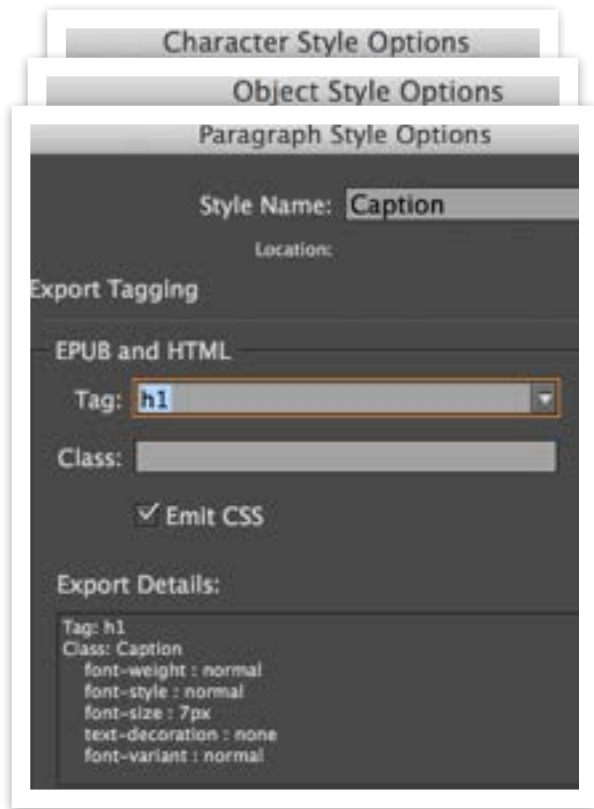 Character Style Options
Object Style Options
Paragraph Style Options
Style Name: Caption
Location:
Export Tagging
EPUB and HTML
Tag: h1
Class:
Emit CSS
Export Details:
Tag: h1
Class: Caption
font-weight : normal
font-style : normal
font-size : 7px
text-decoration : none
font-variant : normal